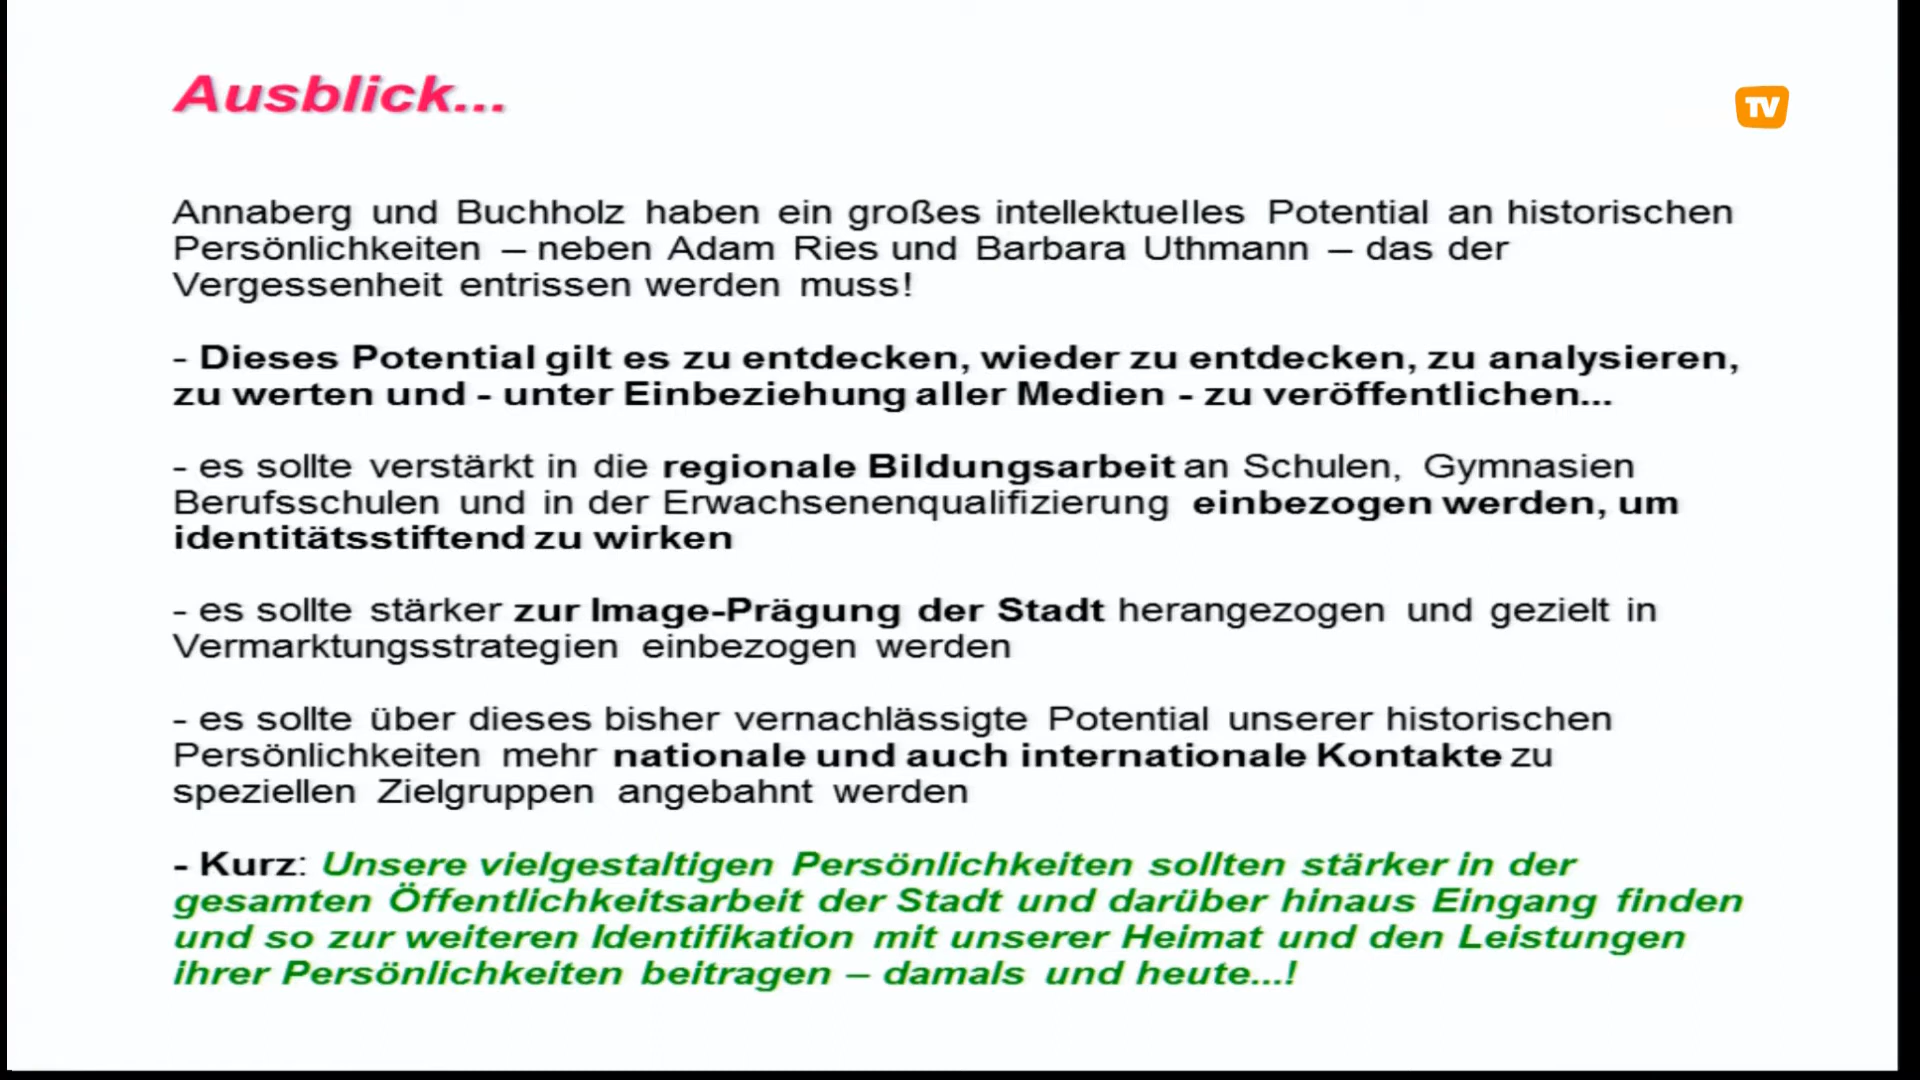 Ausblick...
TV
Annaberg und Buchholz haben ein großes intellektuelles Potential an historischen
Persönlichkeiten – neben Adam Ries und Barbara Uthmann – das der
Vergessenheit entrissen werden muss!
- Dieses Potential gilt es zu entdecken, wieder zu entdecken, zu analysieren,
zu werten und - unter Einbeziehung aller Medien - zu veröffentlichen...
- es sollte verstärkt in die regionale Bildungsarbeit an Schulen, Gymnasien
Berufsschulen und in der Erwachsenenqualifizierung einbezogen werden, um
identitätsstiftend zu wirken
- es sollte stärker zur Image-Prägung der Stadt herangezogen und gezielt in
Vermarktungsstrategien einbezogen werden
- es sollte über dieses bisher vernachlässigte Potential unserer historischen
Persönlichkeiten mehr nationale und auch internationale Kontakte zu
speziellen Zielgruppen angebahnt werden
- Kurz: Unsere vielgestaltigen Persönlichkeiten sollten stärker in der
gesamten Öffentlichkeitsarbeit der Stadt und darüber hinaus Eingang finden
und so zur weiteren Identifikation mit unserer Heimat und den Leistungen
ihrer Persönlichkeiten beitragen – damals und heute...!